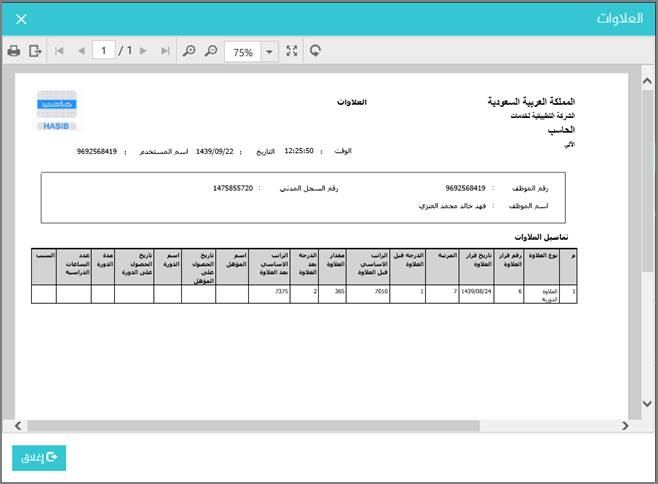 العلاوات
1 / 1
75%
المملكة العربية السعودية
الشركة التطبيقية لخدمات
الحاسب
الألي
العلاوات
حاسب
HASIB
الوقت : 12:25:50 التاريخ : 1439/09/22 اسم المستخدم : 9692568419
رقم الموظف : 9692568419 رقم السجل المدني : 1475855720
اسم الموظف : فهد خالد محمد العنزي
تفاصيل العلاوات
م نوع العلاوة رقم قرار العلاوة تاريخ قرار العلاوة المرتبة الدرجة قبل العلاوة الراتب الاساسي قبل العلاوة مقدار العلاوة الدرجة بعد العلاوة الراتب الاساسي بعد العلاوة اسم المؤهل تاريخ الحصول على المؤهل اسم الدورة تاريخ الحصول على الدورة مدة الدورة عدد الساعات الدراسية السبب
1 العلاوة الدورية 6 1439/08/24 7 1 7010 365 2 7375
إغلاق